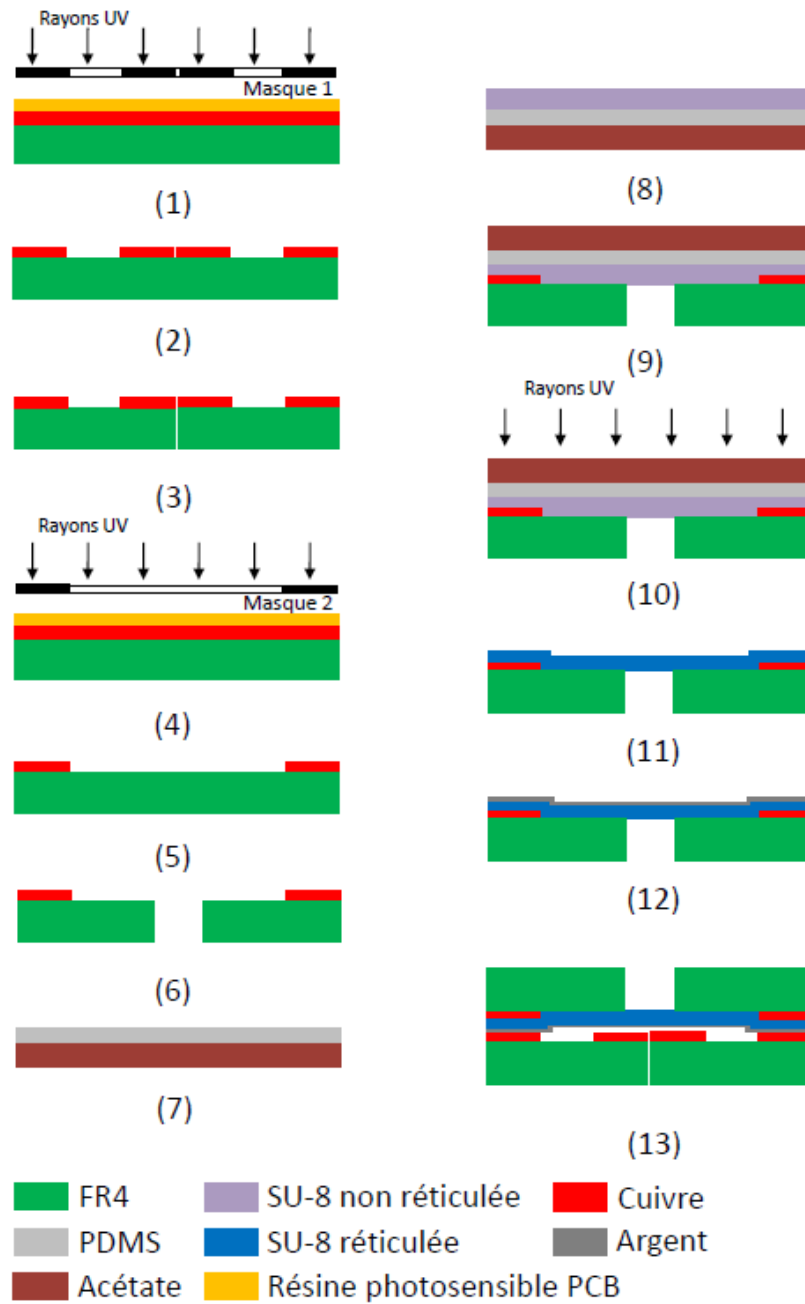 Rayons UV
Masque 1
(1)
(2)
(3)
Rayons UV
Masque 2
(4)
(5)
(6)
(7)
(8)
(9)
Rayons UV
(10)
(11)
(12)
(13)
FR4
SU-8 non réticulée
Cuivre
PDMS
SU-8 réticulée
Argent
Acétate
Résine photosensible PCB